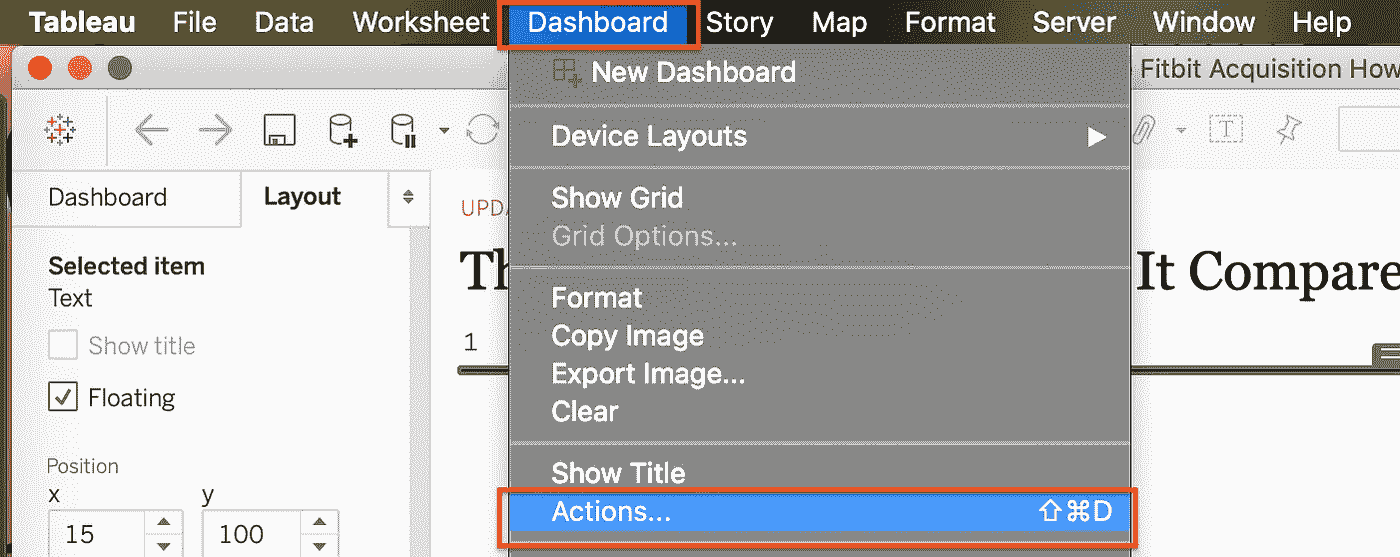 Tableau File Data Worksheet Dashboard Story Map Format Server Window Help
New Dashboard
Fitbit Acquisition How
Device Layouts
T
Dashboard Layout
Show Grid
UPD
Grid Options...
Selected item
Th
It Compare
Text
Format
Show title
1
Copy Image
Export Image...
Floating
Clear
Position
Show Title
x y
Actions... ⇧⌘D
15 100